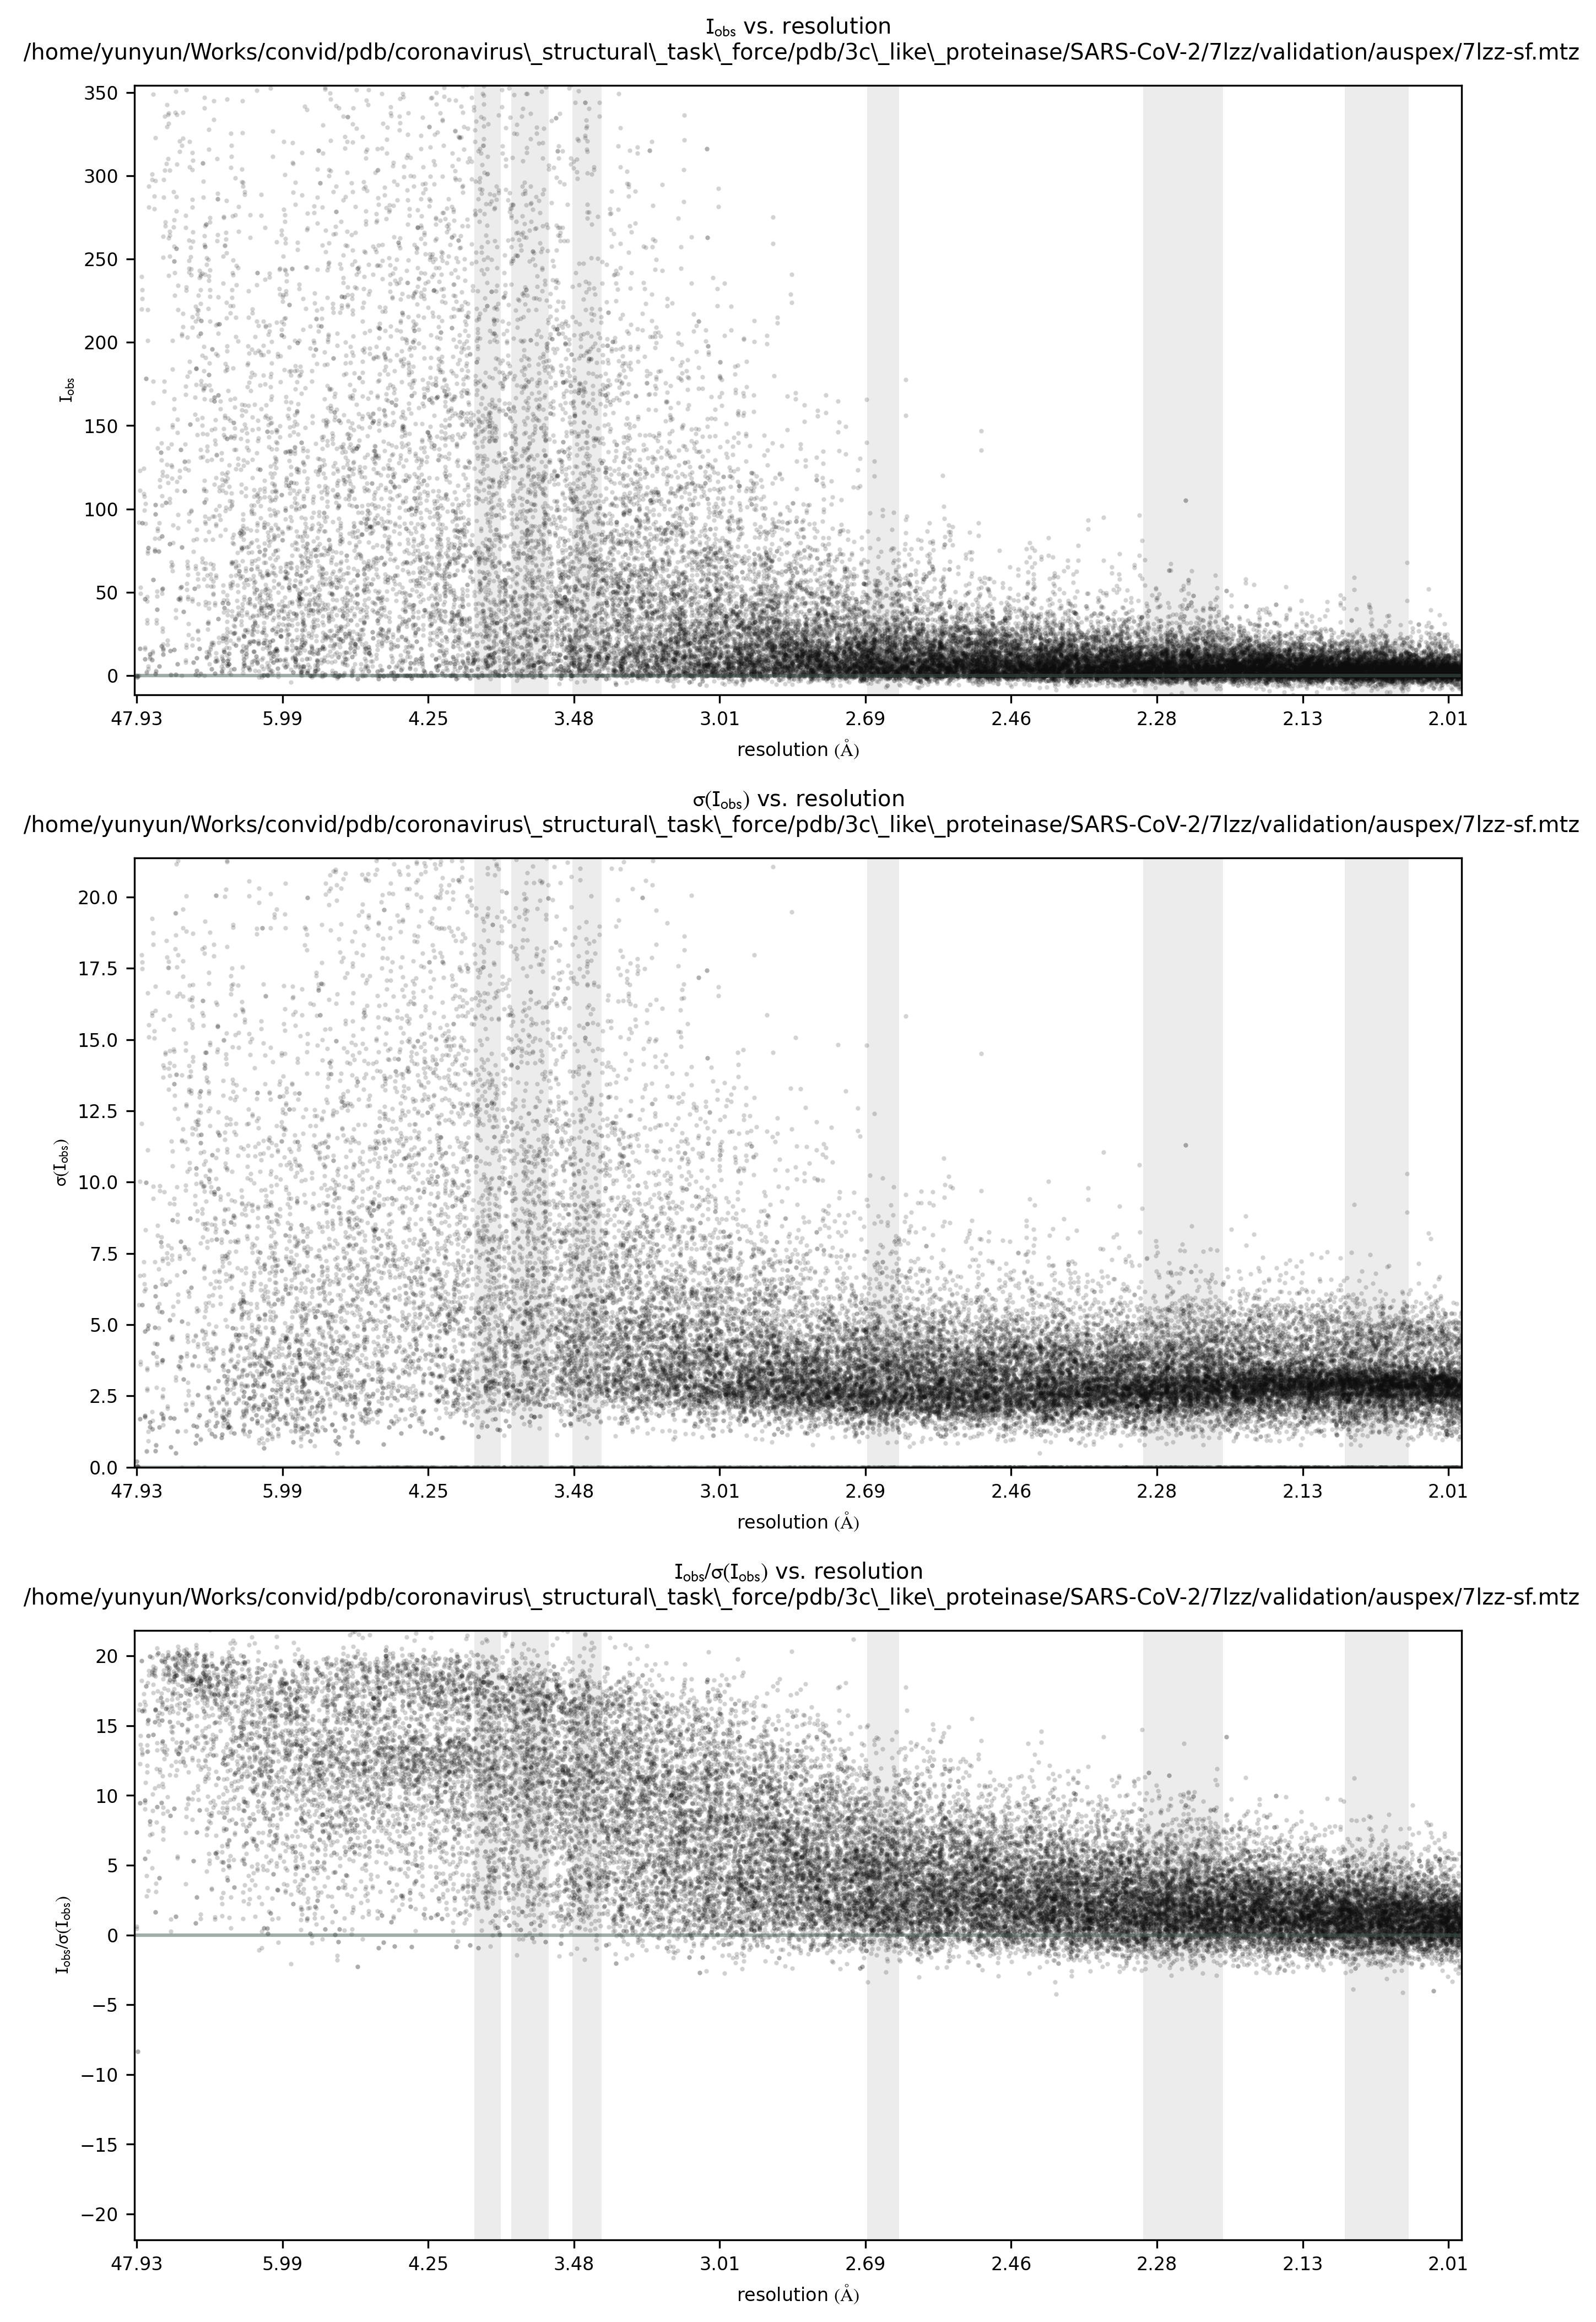 I_obs vs. resolution
/home/yunyun/Works/convid/pdb/coronavirus\_structural\_task\_force/pdb/3c\_like\_proteinase/SARS-CoV-2/7lzz/validation/auspex/7lzz-sf.mtz
350
300
250
200
150
100
50
0
I_obs
47.93 5.99 4.25 3.48 3.01 2.69 2.46 2.28 2.13 2.01
resolution (Å)
σ(I_obs) vs. resolution
/home/yunyun/Works/convid/pdb/coronavirus\_structural\_task\_force/pdb/3c\_like\_proteinase/SARS-CoV-2/7lzz/validation/auspex/7lzz-sf.mtz
20.0
17.5
15.0
12.5
10.0
7.5
5.0
2.5
0.0
σ(I_obs)
47.93 5.99 4.25 3.48 3.01 2.69 2.46 2.28 2.13 2.01
resolution (Å)
I_obs/σ(I_obs) vs. resolution
/home/yunyun/Works/convid/pdb/coronavirus\_structural\_task\_force/pdb/3c\_like\_proteinase/SARS-CoV-2/7lzz/validation/auspex/7lzz-sf.mtz
20
15
10
5
0
−5
−10
−15
−20
I_obs/σ(I_obs)
47.93 5.99 4.25 3.48 3.01 2.69 2.46 2.28 2.13 2.01
resolution (Å)